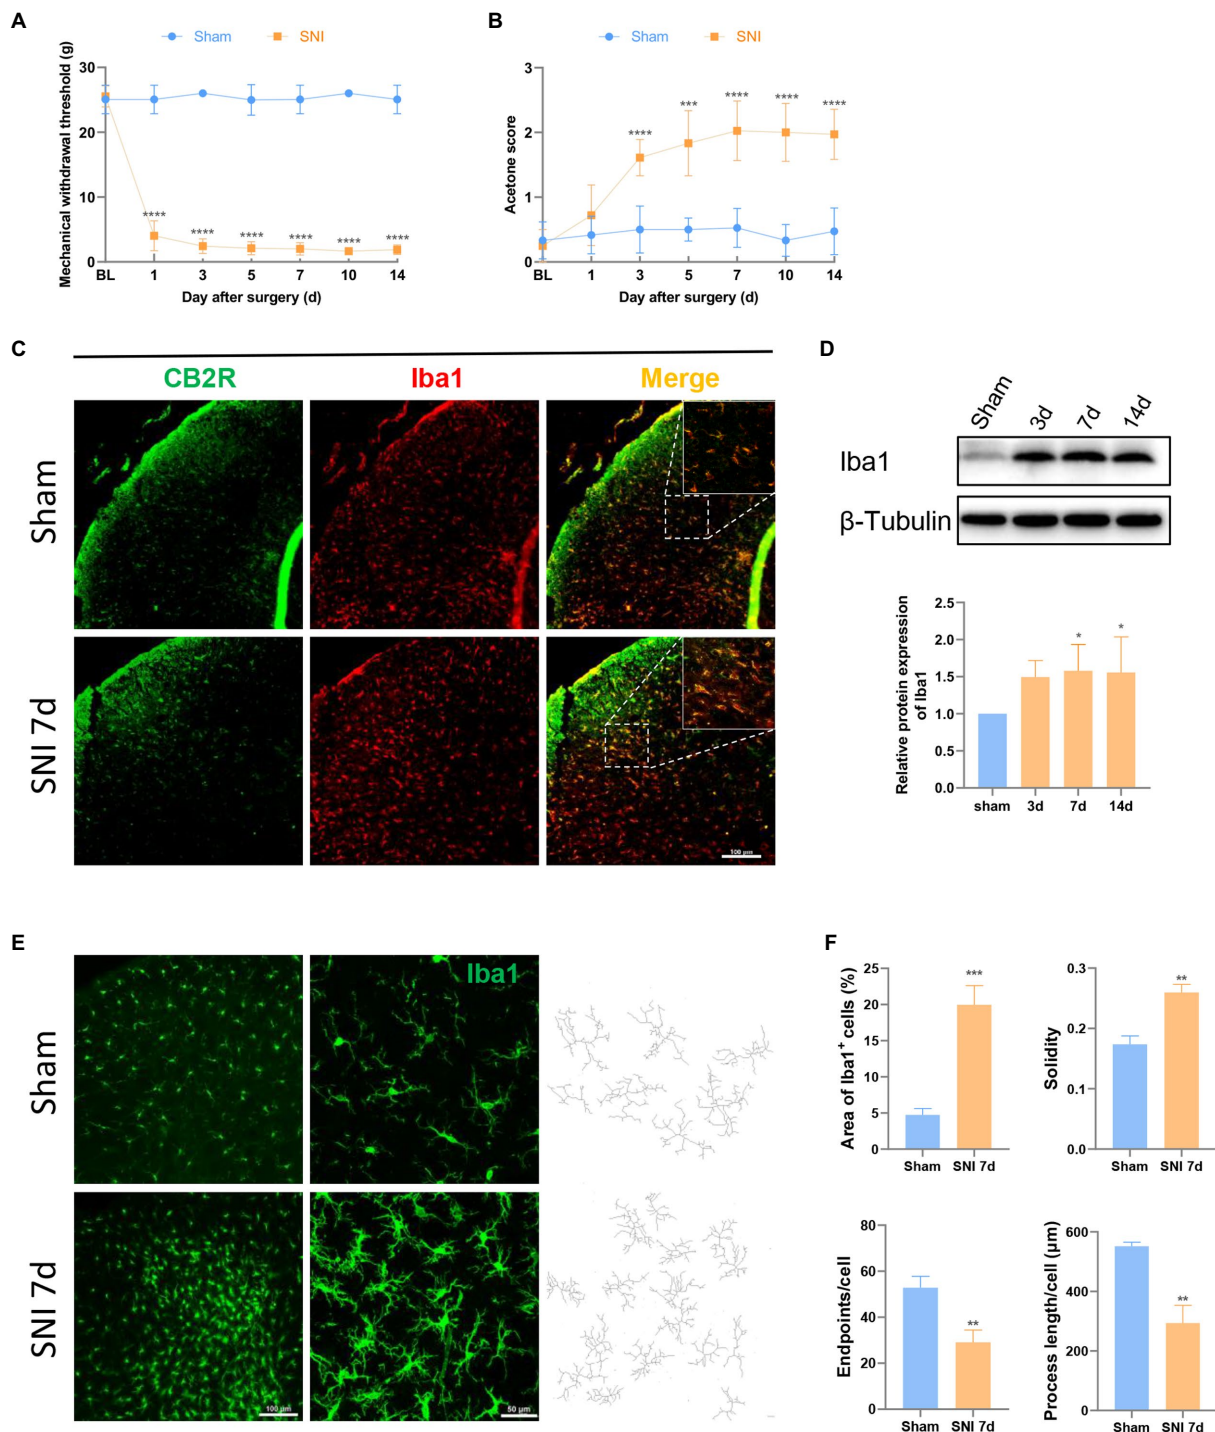 A
Sham
SNI
Mechanical withdrawal threshold (g)
30
20
10
0
****
****
****
****
****
****
BL
1
3
5
7
10
14
Day after surgery (d)
B
Sham
SNI
Acetone score
3
2
1
0
****
***
****
****
****
BL
1
3
5
7
10
14
Day after surgery (d)
C
CB2R
Iba1
Merge
Sham
SNI 7d
100 µm
D
Sham
3d
7d
14d
Iba1
β-Tubulin
Relative protein expression
of Iba1
2.5
2.0
1.5
1.0
0.5
0.0
*
*
sham
3d
7d
14d
E
Iba1
Sham
SNI 7d
100 µm
50 µm
F
Area of Iba1+ cells (%)
25
20
15
10
5
0
***
Sham
SNI 7d
Solidity
0.3
0.2
0.1
0.0
**
Sham
SNI 7d
Endpoints/cell
80
60
40
20
0
**
Sham
SNI 7d
Process length/cell (µm)
600
400
200
0
**
Sham
SNI 7d